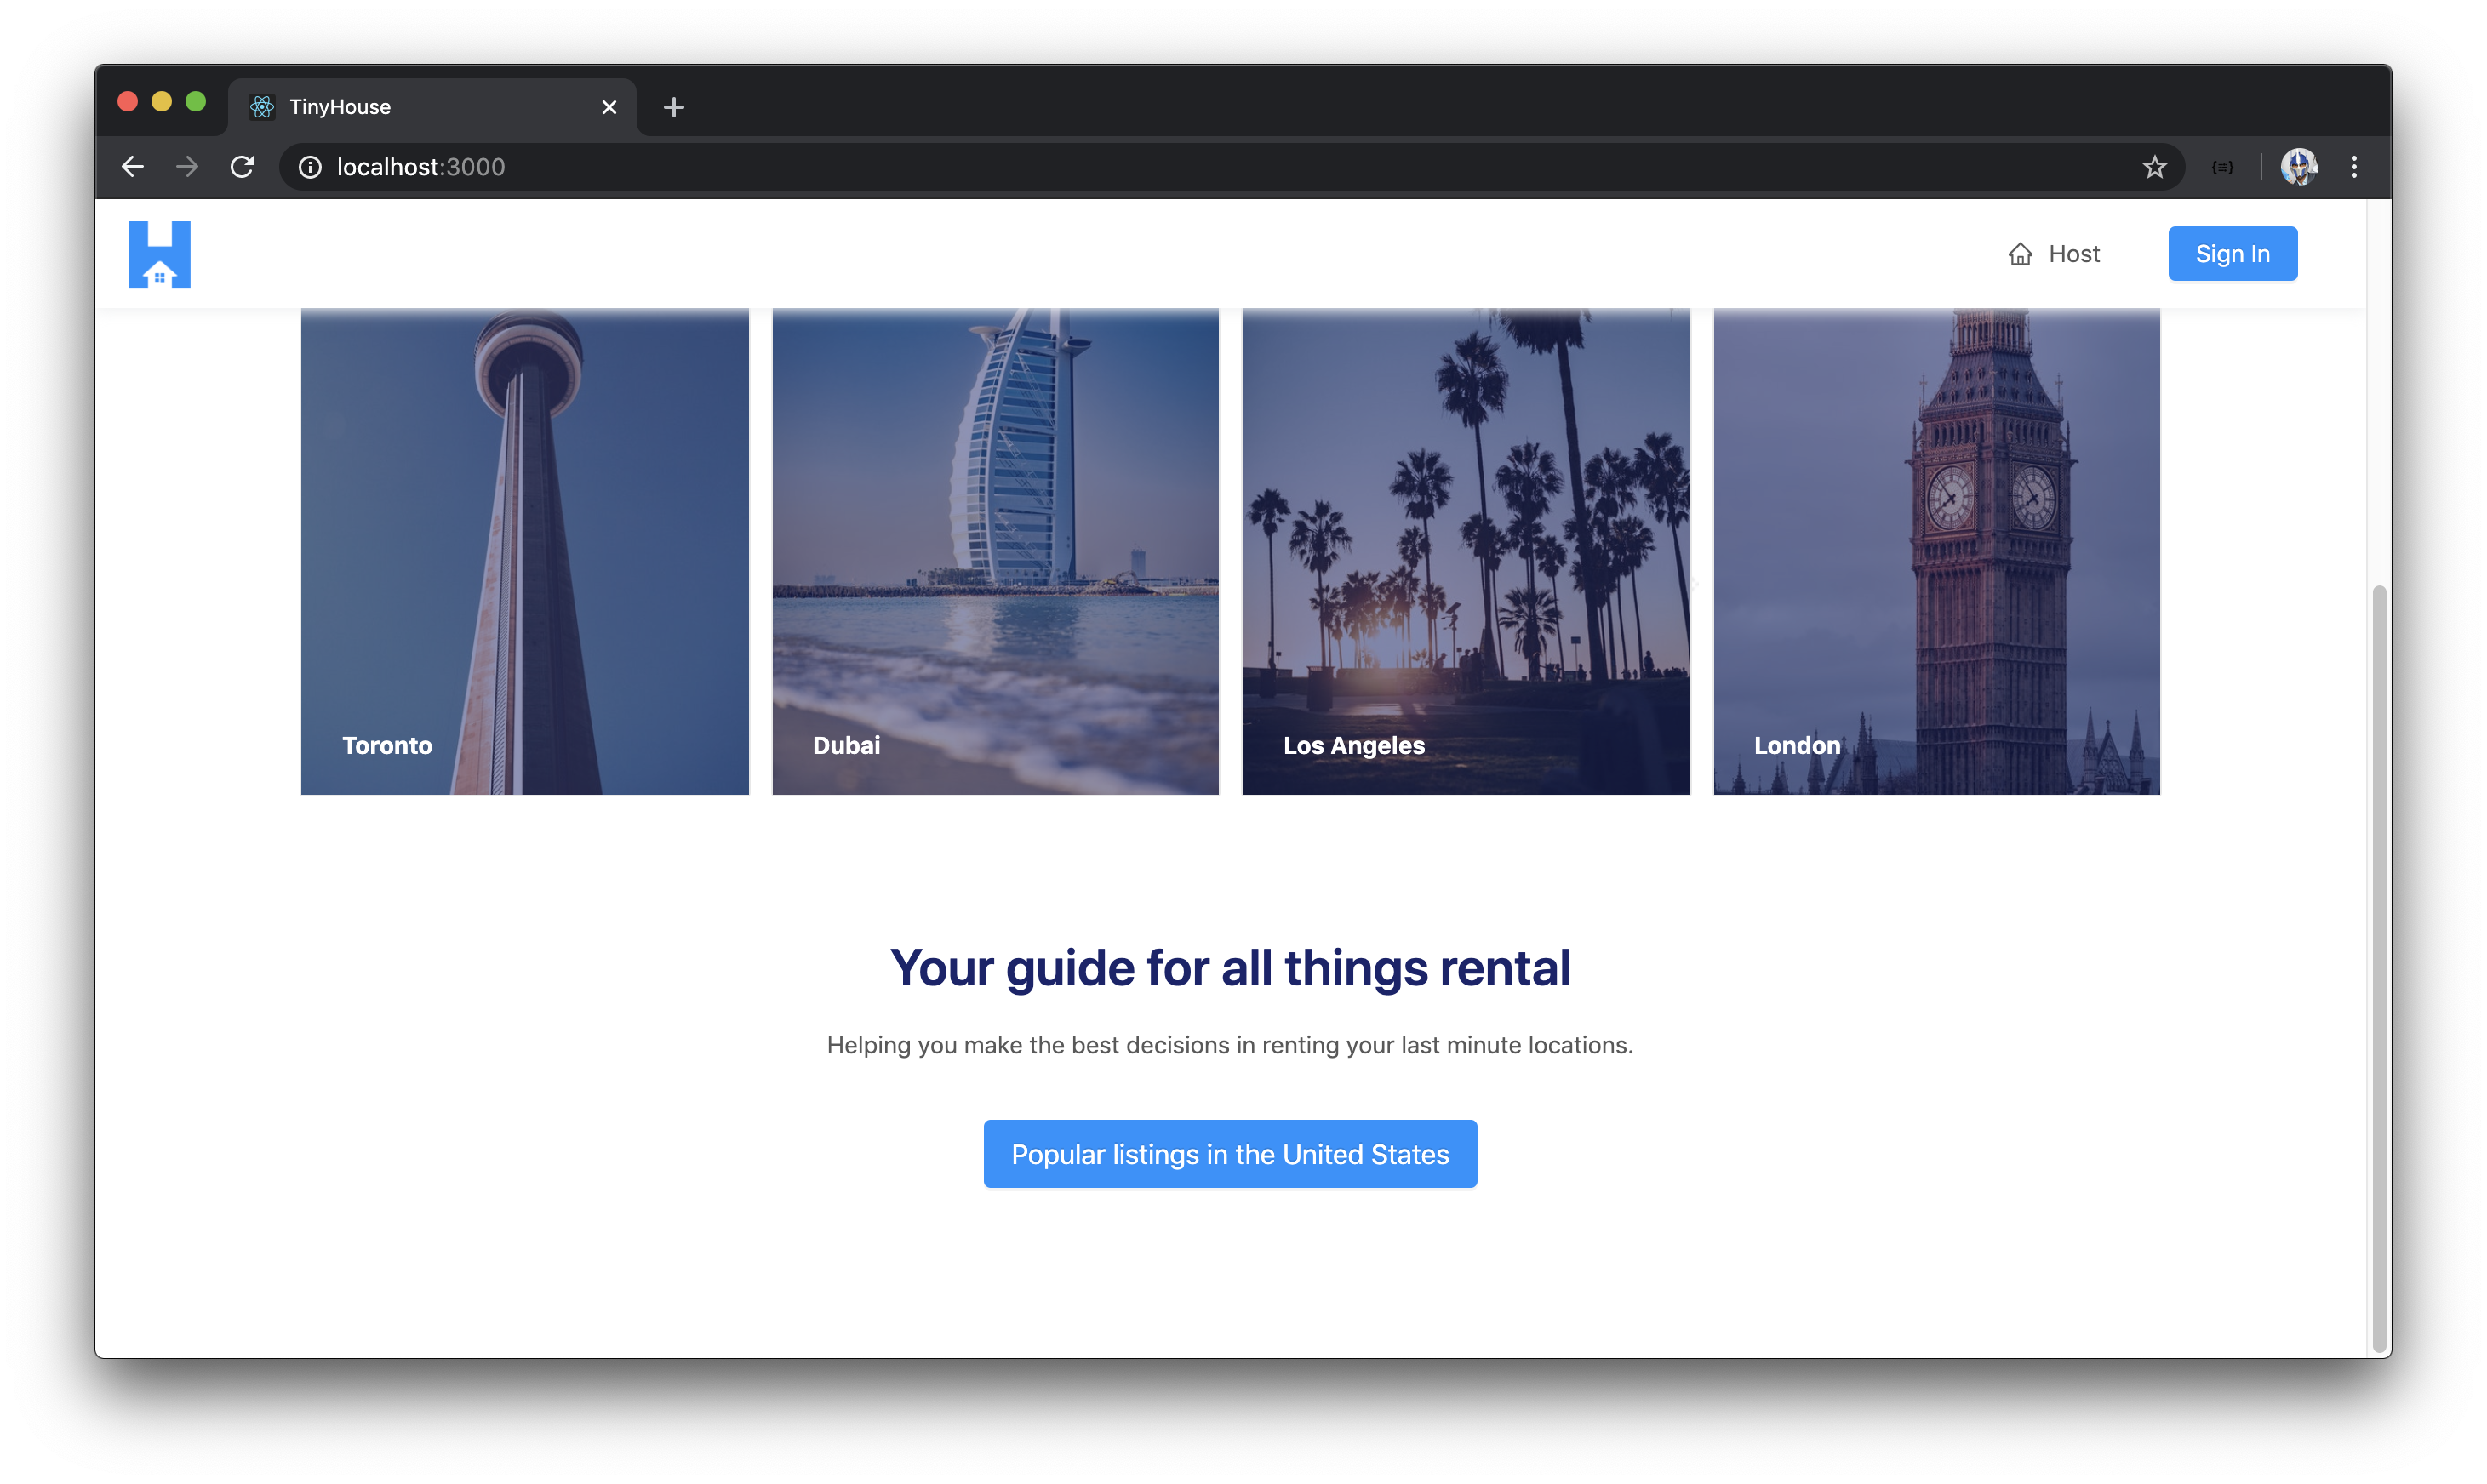 TinyHouse
localhost:3000
Host
Sign In
Toronto
Dubai
Los Angeles
London
Your guide for all things rental
Helping you make the best decisions in renting your last minute locations.
Popular listings in the United States